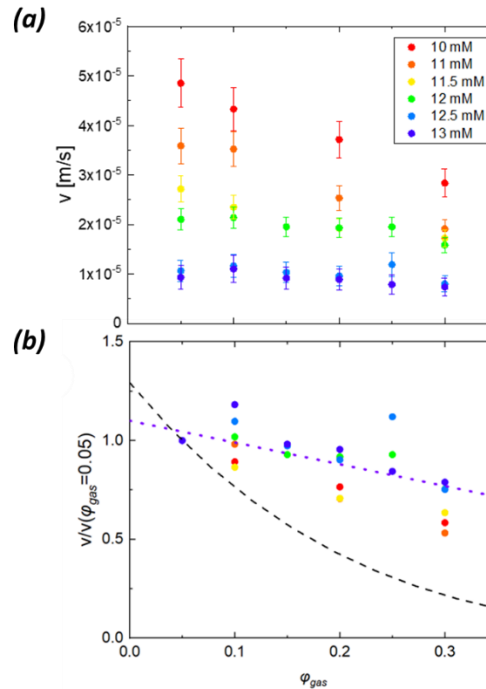 (a)
6x10⁻⁵
5x10⁻⁵
4x10⁻⁵
3x10⁻⁵
2x10⁻⁵
1x10⁻⁵
0
v [m/s]
10 mM
11 mM
11.5 mM
12 mM
12.5 mM
13 mM
(b)
1.5
1.0
0.5
0.0
v/v(φgas=0.05)
0.0 0.1 0.2 0.3
φgas